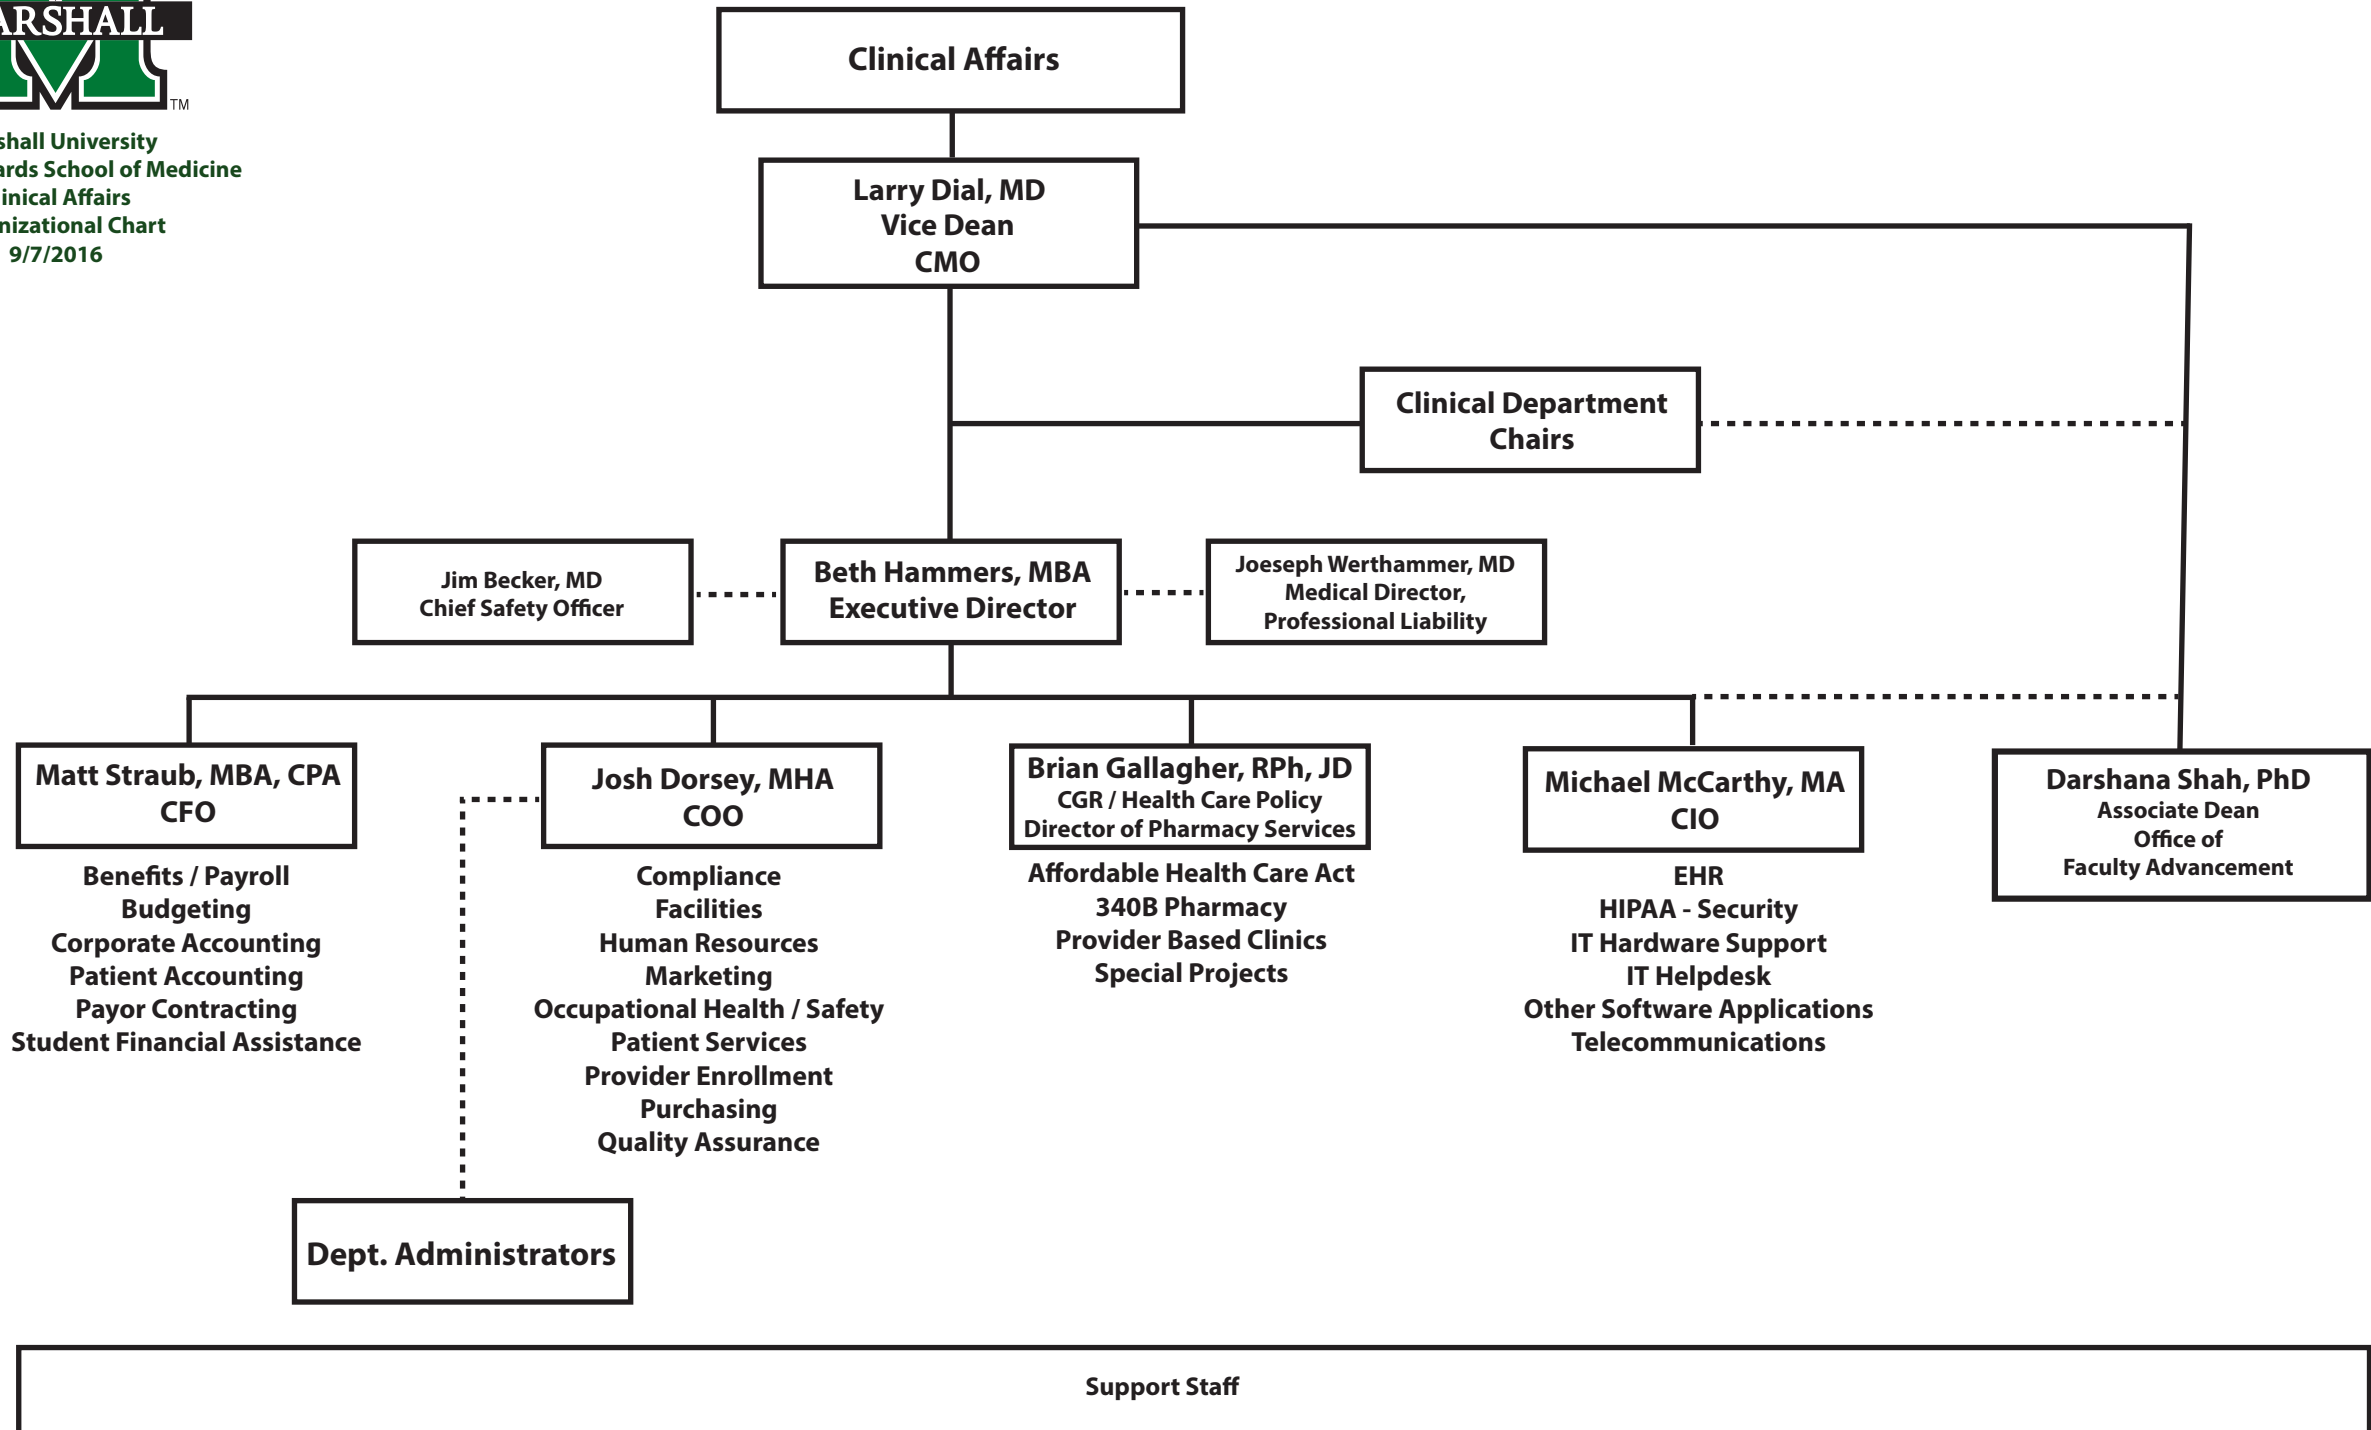 ARSHALL
TM
shall University
ards School of Medicine
inical Affairs
nizational Chart
9/7/2016
Clinical Affairs
Larry Dial, MD
Vice Dean
CMO
Clinical Department
Chairs
Jim Becker, MD
Chief Safety Officer
Beth Hammers, MBA
Executive Director
Joeseph Werthammer, MD
Medical Director,
Professional Liability
Matt Straub, MBA, CPA
CFO
Benefits / Payroll
Budgeting
Corporate Accounting
Patient Accounting
Payor Contracting
Student Financial Assistance
Josh Dorsey, MHA
COO
Compliance
Facilities
Human Resources
Marketing
Occupational Health / Safety
Patient Services
Provider Enrollment
Purchasing
Quality Assurance
Brian Gallagher, RPh, JD
CGR / Health Care Policy
Director of Pharmacy Services
Affordable Health Care Act
340B Pharmacy
Provider Based Clinics
Special Projects
Michael McCarthy, MA
CIO
EHR
HIPAA - Security
IT Hardware Support
IT Helpdesk
Other Software Applications
Telecommunications
Darshana Shah, PhD
Associate Dean
Office of
Faculty Advancement
Dept. Administrators
Support Staff